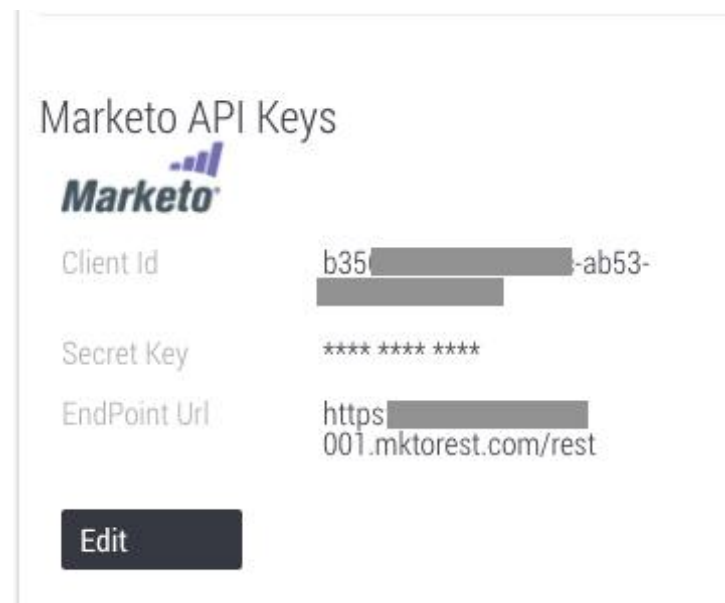 Marketo API Keys
Marketo
Client Id b35 -ab53-
Secret Key **** **** ****
EndPoint Url https
001.mktorest.com/rest
Edit